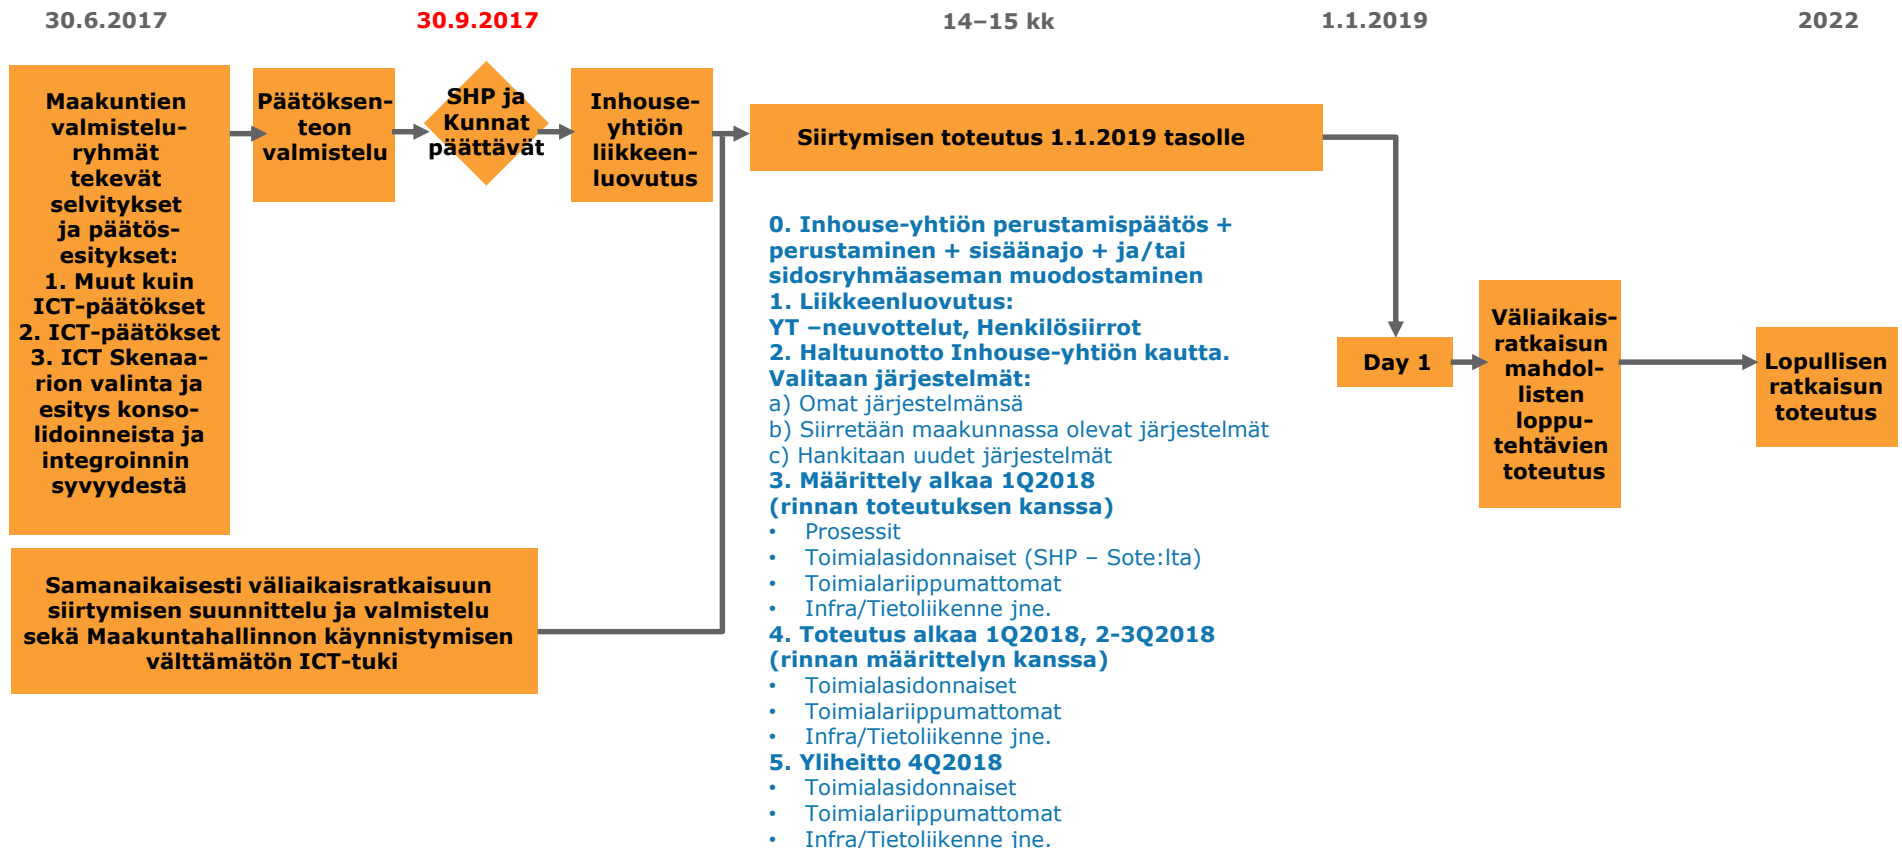 30.6.2017
30.9.2017
14–15 kk
1.1.2019
2022
Maakuntien
valmistelu-
ryhmät
tekevät
selvitykset
ja päätös-
esitykset:
1. Muut kuin
ICT-päätökset
2. ICT-päätökset
3. ICT Skenaa-
rion valinta ja
esitys konso-
lidoinneista ja
integroinnin
syvyydestä
Päätöksen-
teon
valmistelu
SHP ja
Kunnat
päättävät
Inhouse-
yhtiön
liikkeen-
luovutus
Siirtymisen toteutus 1.1.2019 tasolle
0. Inhouse-yhtiön perustamispäätös +
perustaminen + sisäänajo + ja/tai
sidosryhmäaseman muodostaminen
1. Liikkeenluovutus:
YT –neuvottelut, Henkilösiirrot
2. Haltuunotto Inhouse-yhtiön kautta.
Valitaan järjestelmät:
a) Omat järjestelmänsä
b) Siirretään maakunnassa olevat järjestelmät
c) Hankitaan uudet järjestelmät
3. Määrittely alkaa 1Q2018
(rinnan toteutuksen kanssa)
• Prosessit
• Toimialasidonnaiset (SHP – Sote:lta)
• Toimialariippumattomat
• Infra/Tietoliikenne jne.
4. Toteutus alkaa 1Q2018, 2-3Q2018
(rinnan määrittelyn kanssa)
• Toimialasidonnaiset
• Toimialariippumattomat
• Infra/Tietoliikenne jne.
5. Yliheitto 4Q2018
• Toimialasidonnaiset
• Toimialariippumattomat
• Infra/Tietoliikenne jne.
Day 1
Väliaikais-
ratkaisun
mahdol-
listen
loppu-
tehtävien
toteutus
Lopullisen
ratkaisun
toteutus
Samanaikaisesti väliaikaisratkaisuun
siirtymisen suunnittelu ja valmistelu
sekä Maakuntahallinnon käynnistymisen
välttämätön ICT-tuki